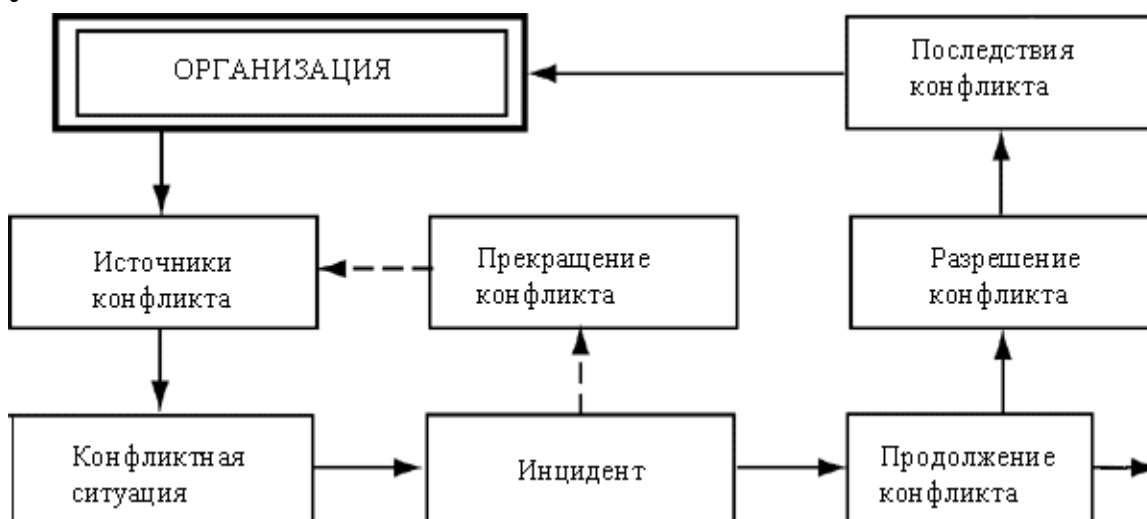 ОРГАНИЗАЦИЯ
Последствия
конфликта
Источники
конфликта
Прекращение
конфликта
Разрешение
конфликта
Конфликтная
ситуация
Инцидент
Продолжение
конфликта